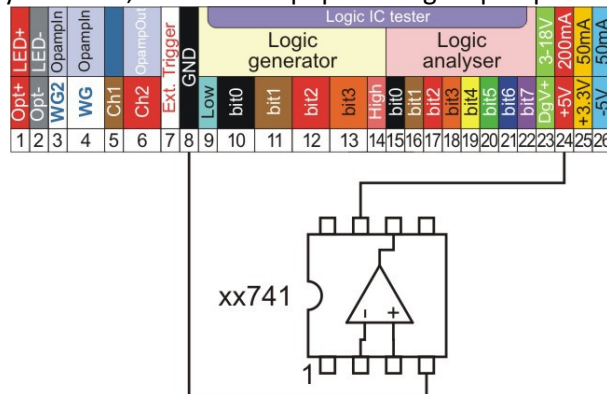 Logic IC tester
Logic generator
Logic analyser
Opt+ LED+
Opt- LED-
WG2 OpampIn
WG OpampIn
Ch1
Ch2 OpampOut
Ext. Trigger
GND
Low
bit0
bit1
bit2
bit3
High
bit0
bit1
bit2
bit3
bit4
bit5
bit6
bit7
DgV+ 3-18V
+5V 200mA
+3.3V 50mA
-5V 50mA
1 2 3 4 5 6 7 8 9 10 11 12 13 14 15 16 17 18 19 20 21 22 23 24 25 26
xx741
- +
1